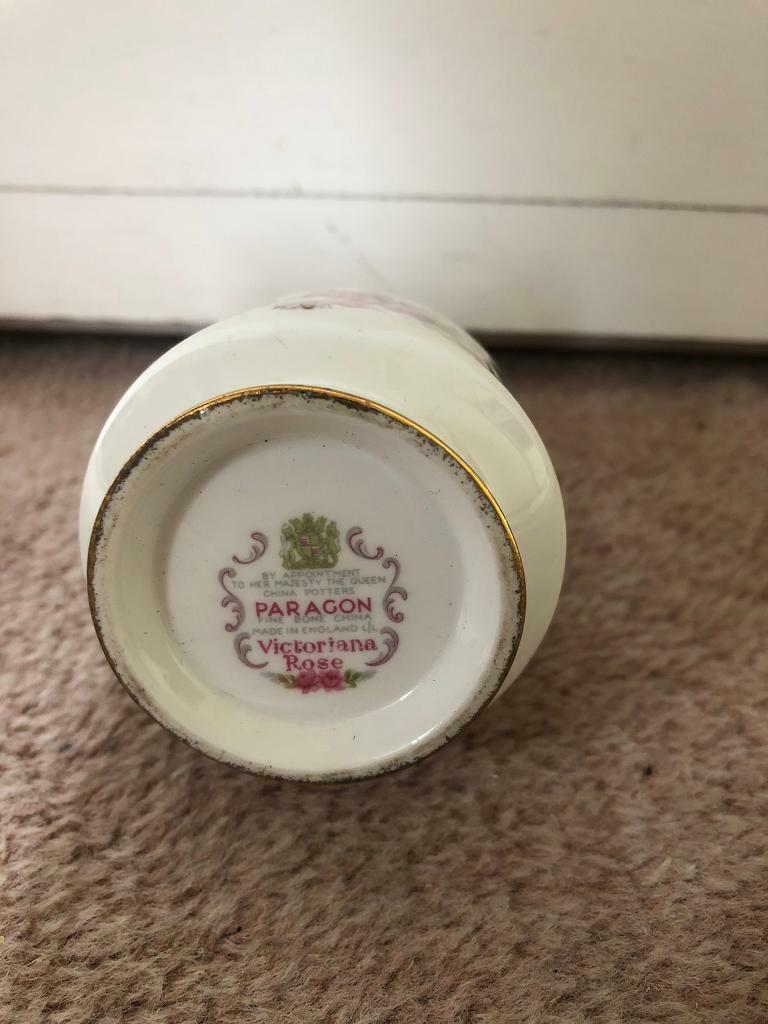 BY APPOINTMENT
TO HER MAJESTY THE QUEEN
CHINA POTTERS
PARAGON
FINE BONE CHINA
MADE IN ENGLAND L/L
Victoriana
Rose